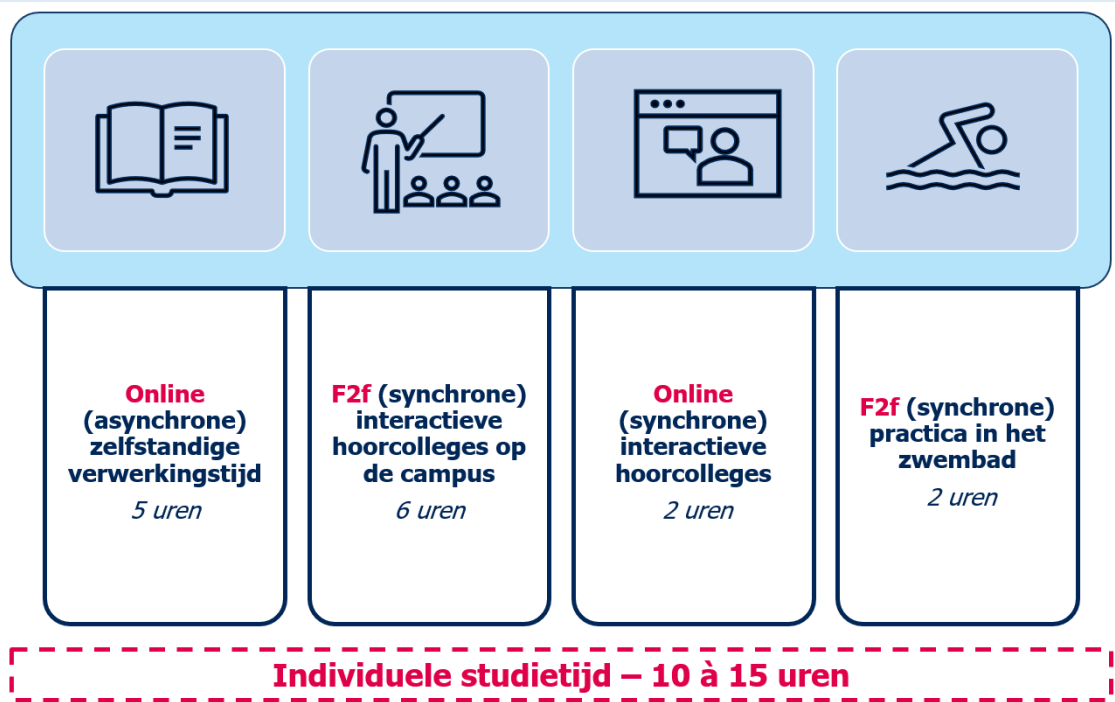 Online
(asynchrone)
zelfstandige
verwerkingstijd
5 uren
F2f (synchrone)
interactieve
hoorcolleges op
de campus
6 uren
Online
(synchrone)
interactieve
hoorcolleges
2 uren
F2f (synchrone)
practica in het
zwembad
2 uren
Individuele studietijd – 10 à 15 uren